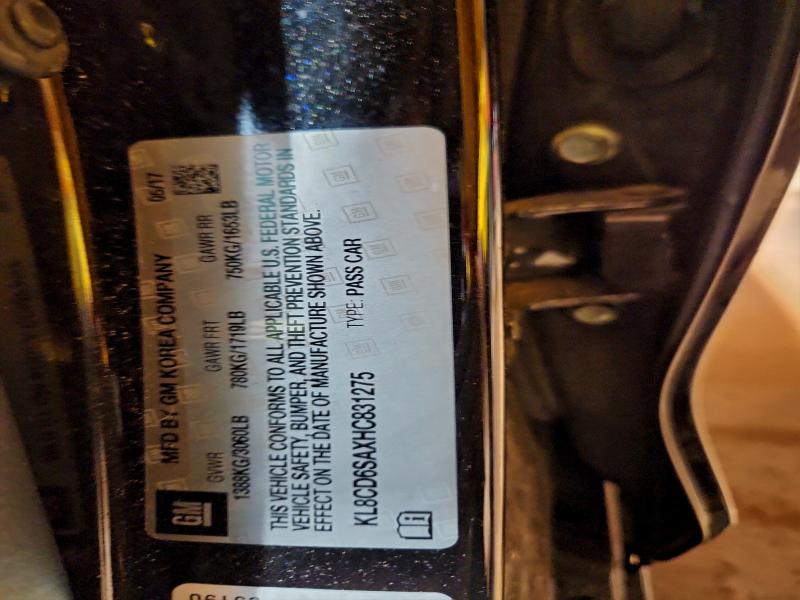 GM
MFD BY GM KOREA COMPANY
06/17
GVWR GAWR FRT GAWR RR
1388KG/3060LB 780KG/1719LB 750KG/1653LB
THIS VEHICLE CONFORMS TO ALL APPLICABLE U.S. FEDERAL MOTOR
VEHICLE SAFETY, BUMPER, AND THEFT PREVENTION STANDARDS IN
EFFECT ON THE DATE OF MANUFACTURE SHOWN ABOVE.
KL8CD6SAXHC831275 TYPE: PASS CAR